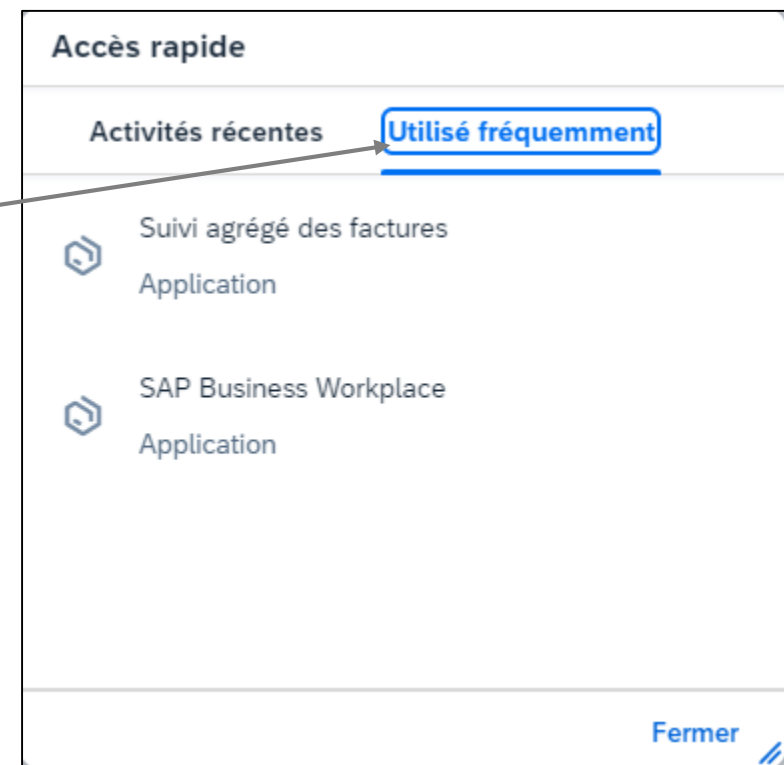 Accès rapide
Activités récentes Utilisé fréquemment
Suivi agrégé des factures
Application
SAP Business Workplace
Application
Fermer